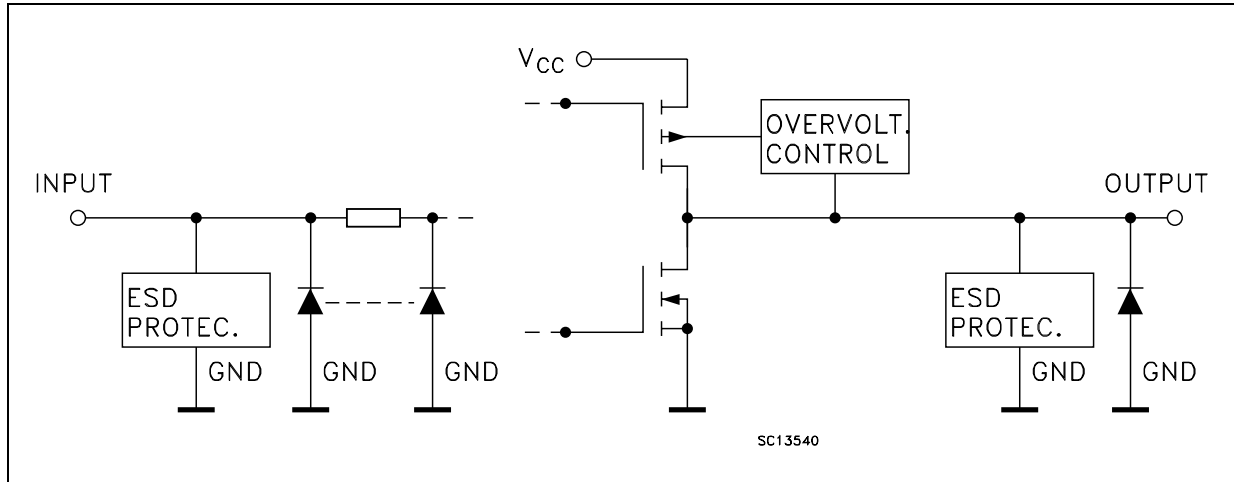 VCC
OVERVOLT.
CONTROL
INPUT
OUTPUT
ESD
PROTEC.
ESD
PROTEC.
GND
GND
GND
GND
GND
SC13540